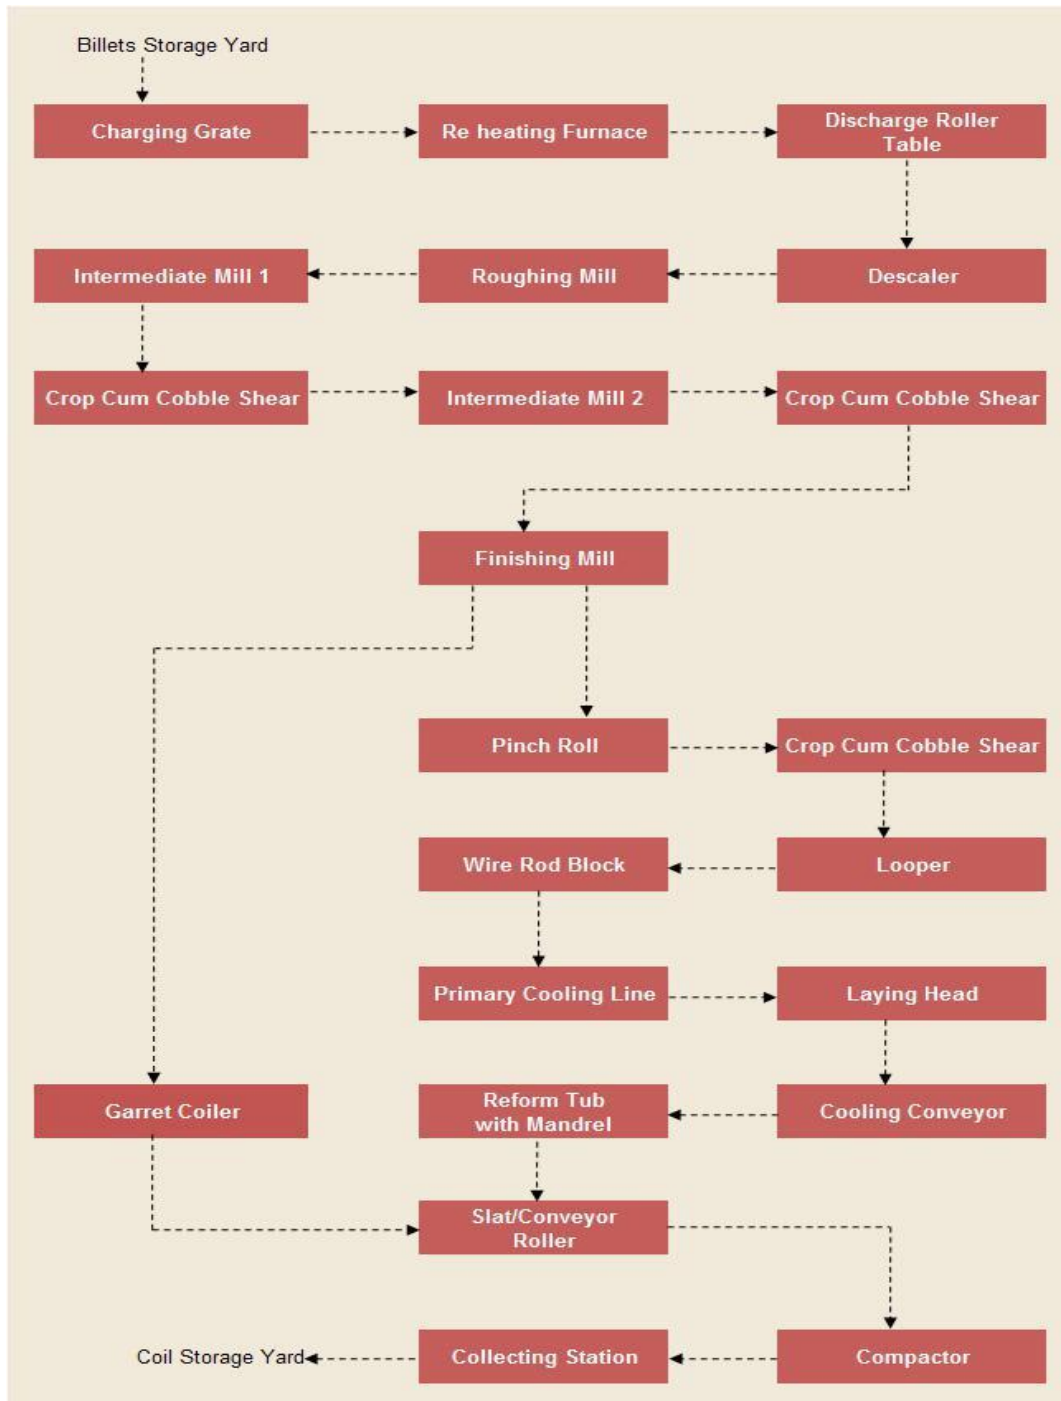 Billets Storage Yard
Charging Grate
Re heating Furnace
Discharge Roller
Table
Intermediate Mill 1
Roughing Mill
Descaler
Crop Cum Cobble Shear
Intermediate Mill 2
Crop Cum Cobble Shear
Finishing Mill
Pinch Roll
Crop Cum Cobble Shear
Wire Rod Block
Looper
Primary Cooling Line
Laying Head
Garret Coiler
Reform Tub
with Mandrel
Cooling Conveyor
Slat/Conveyor
Roller
Coil Storage Yard
Collecting Station
Compactor